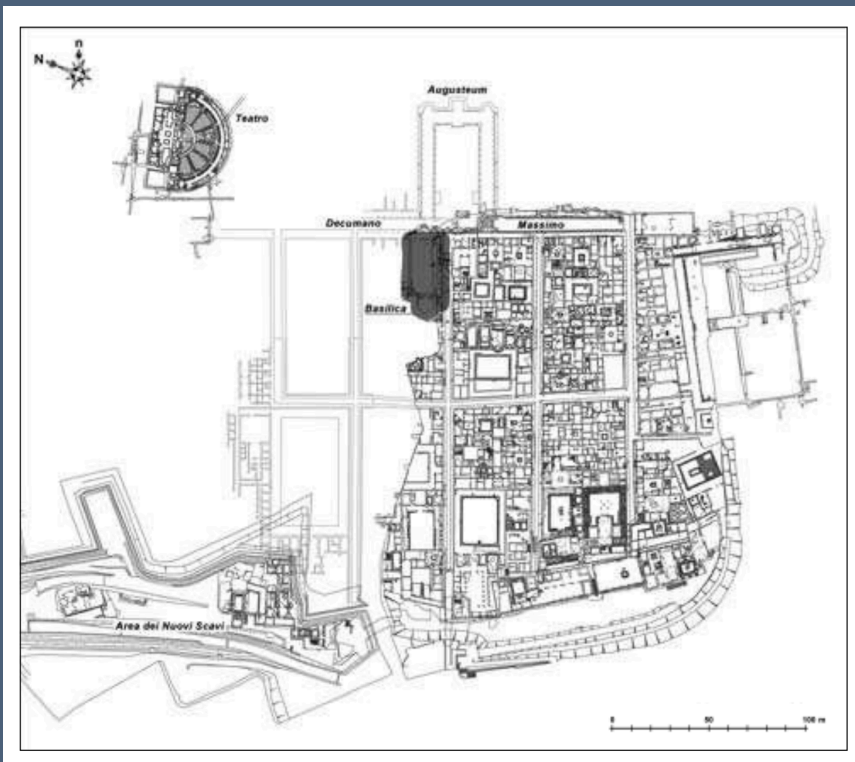 n
N
Teatro
Augusteum
Decumano
Massimo
Basilica
Area dei Nuovi Scavi
0 50 100 m